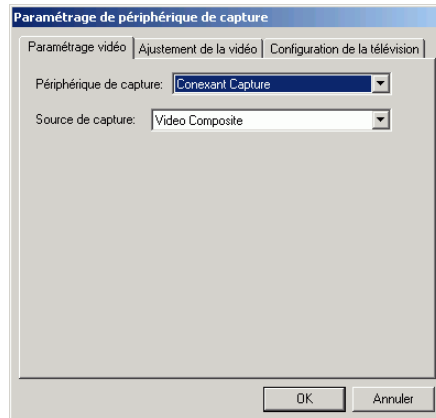 Paramétrage de périphérique de capture
Paramétrage vidéo Ajustement de la vidéo Configuration de la télévision
Périphérique de capture: Conexant Capture
Source de capture: Video Composite
OK Annuler